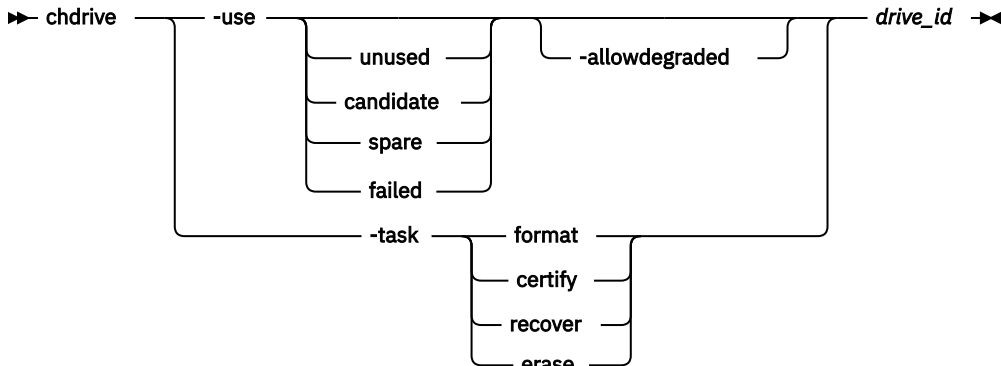 chdrive -use drive_id
unused -allowdegraded
candidate
spare
failed
-task format
certify
recover
erase